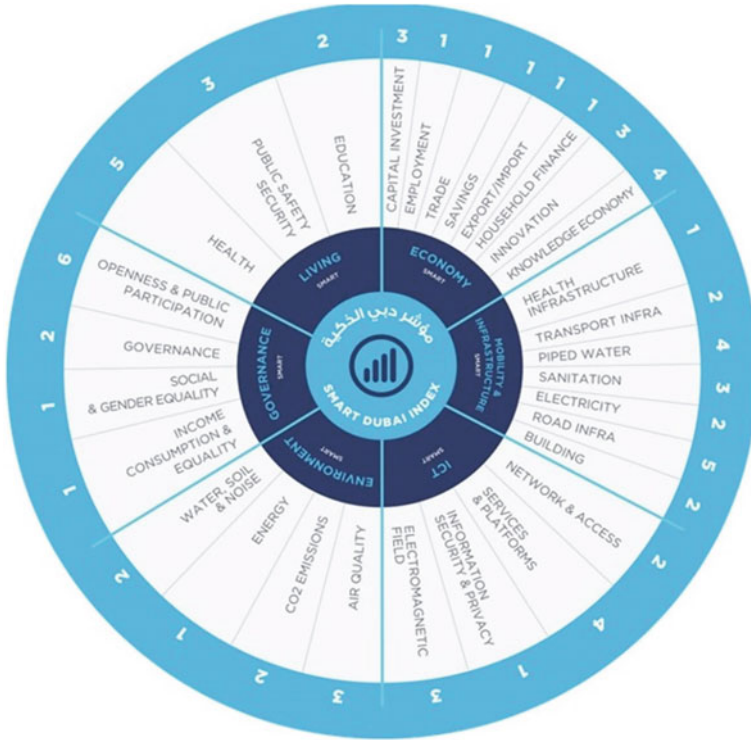 مؤشر دبي الذكية
SMART DUBAI INDEX
ECONOMY
SMART
3
CAPITAL INVESTMENT
1
EMPLOYMENT
1
TRADE
1
SAVINGS
1
EXPORT/IMPORT
1
HOUSEHOLD FINANCE
3
INNOVATION
4
KNOWLEDGE ECONOMY
MOBILITY &
INFRASTRUCTURE
SMART
1
HEALTH
INFRASTRUCTURE
2
TRANSPORT INFRA
4
PIPED WATER
3
SANITATION
2
ELECTRICITY
5
ROAD INFRA
2
BUILDING
ICT
SMART
2
NETWORK & ACCESS
4
SERVICES
& PLATFORMS
1
INFORMATION
SECURITY & PRIVACY
3
ELECTROMAGNETIC
FIELD
ENVIRONMENT
SMART
3
AIR QUALITY
2
CO2 EMISSIONS
1
ENERGY
2
WATER, SOIL
& NOISE
GOVERNANCE
SMART
1
INCOME
CONSUMPTION &
EQUALITY
1
SOCIAL
& GENDER EQUALITY
2
GOVERNANCE
6
OPENNESS & PUBLIC
PARTICIPATION
LIVING
SMART
5
HEALTH
3
PUBLIC SAFETY
SECURITY
2
EDUCATION